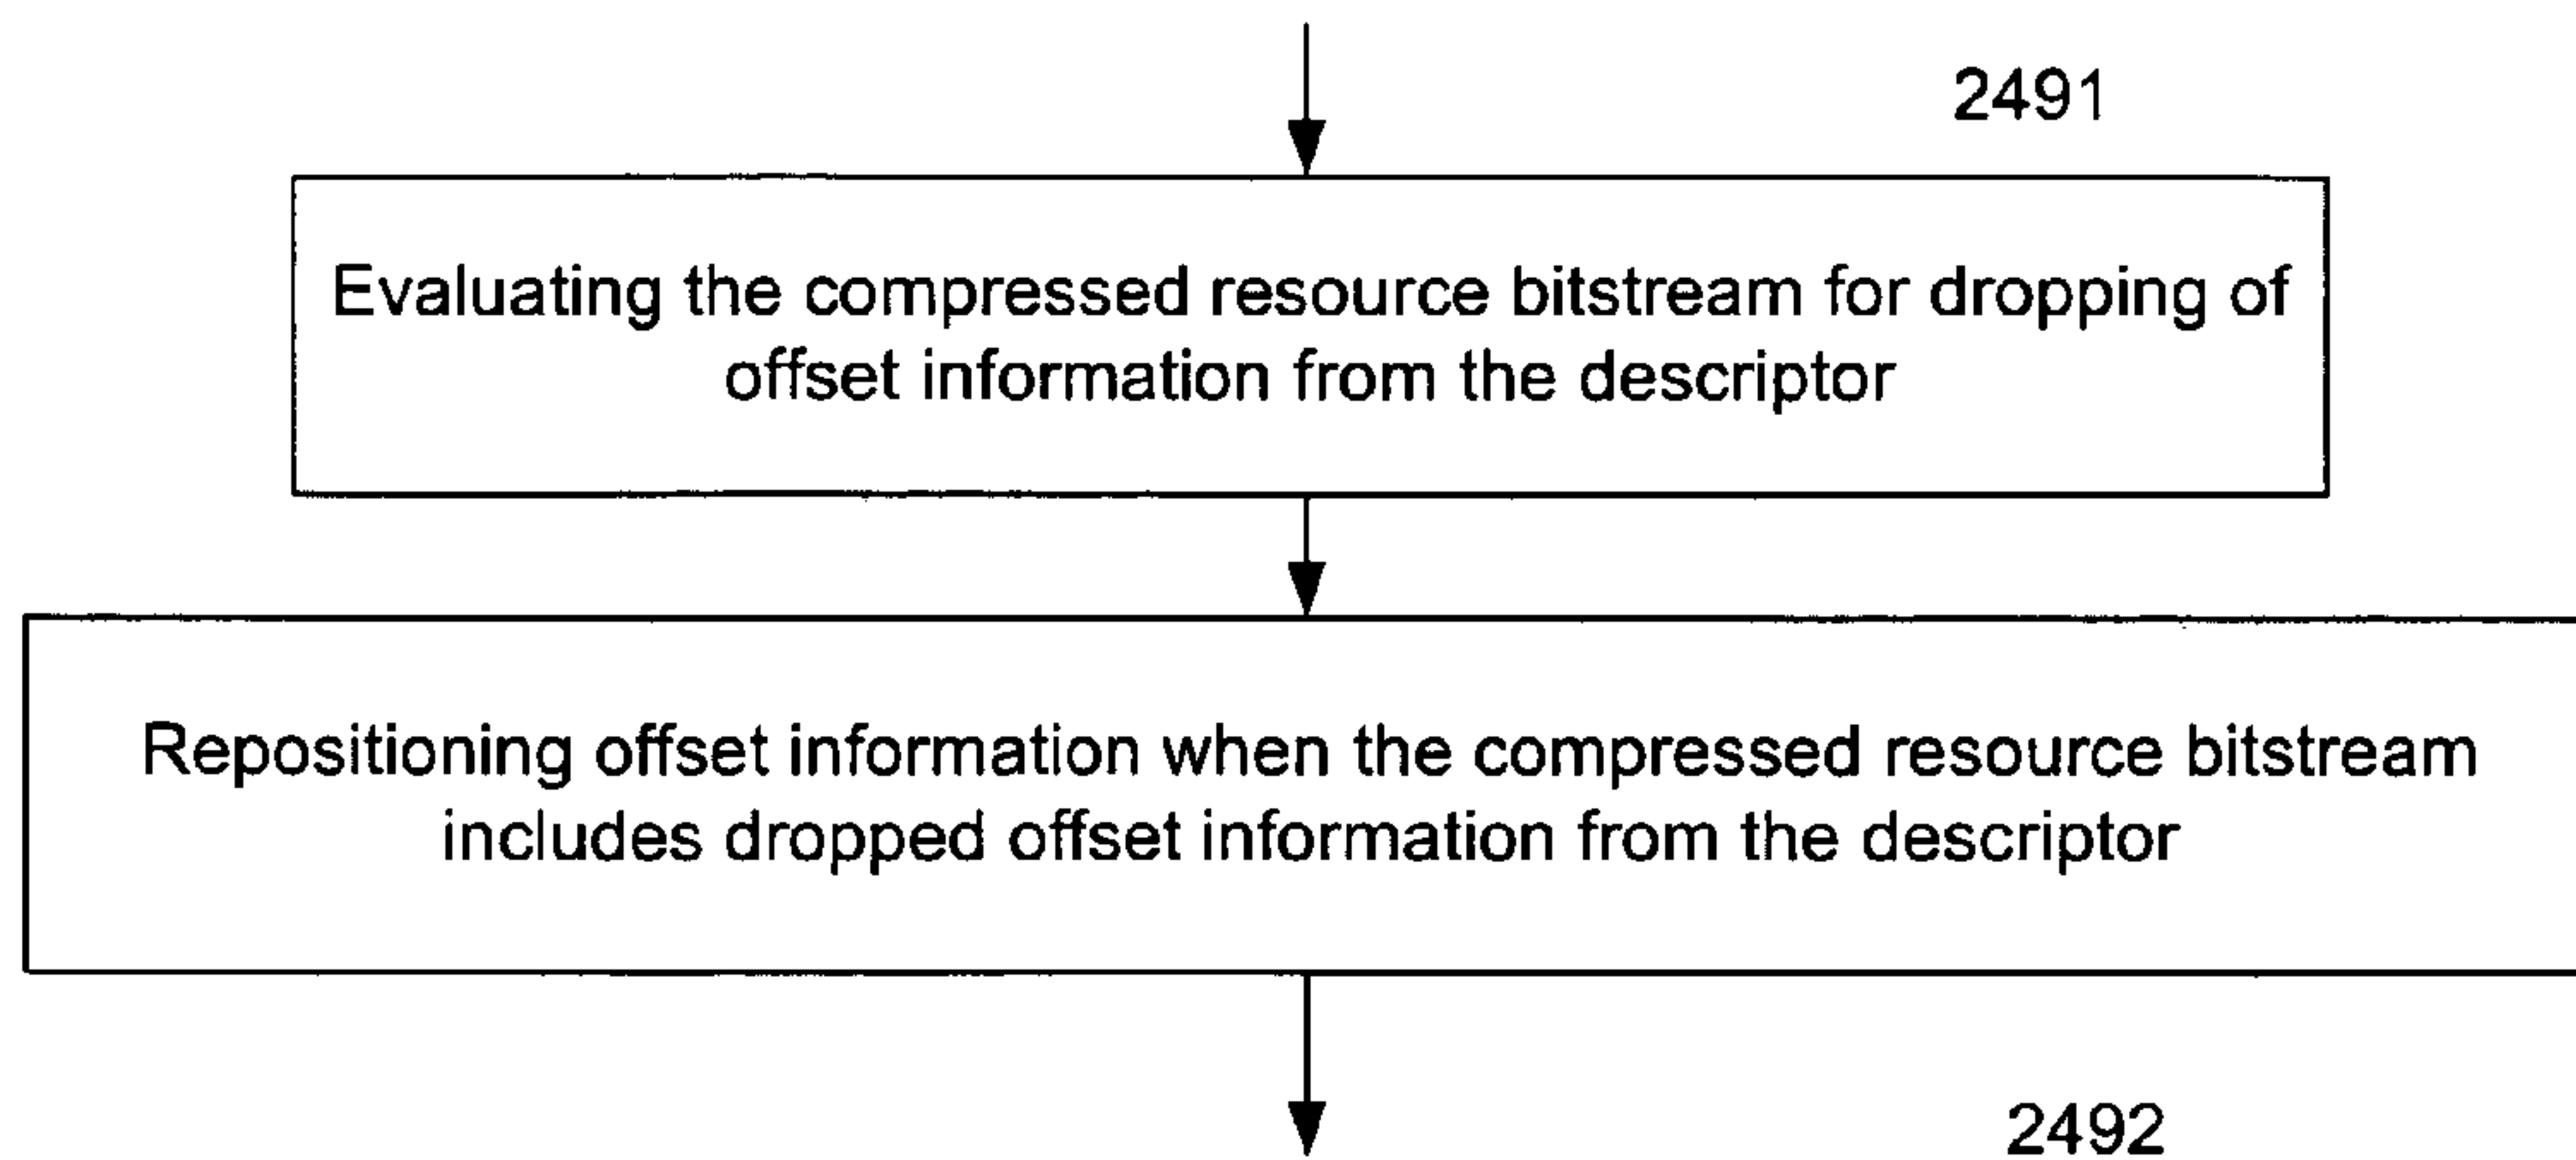 2491
Evaluating the compressed resource bitstream for dropping of
offset information from the descriptor
Repositioning offset information when the compressed resource bitstream
includes dropped offset information from the descriptor
2492